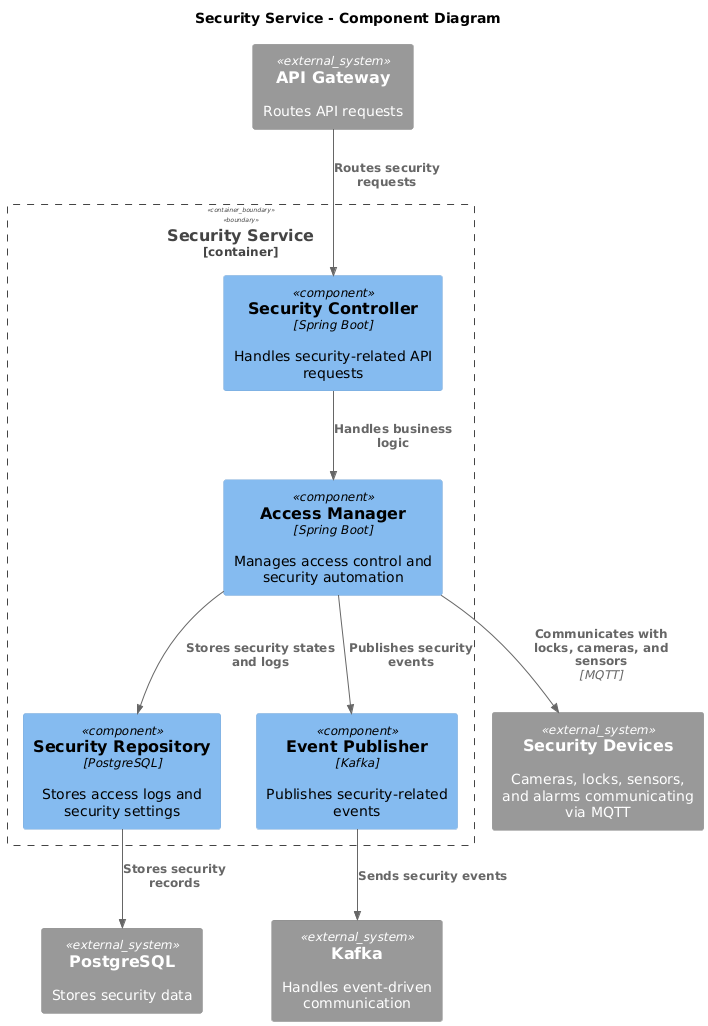 Security Service - Component Diagram
«external_system»
API Gateway
Routes API requests
Routes security
requests
«container_boundary»
«boundary»
Security Service
[container]
«component»
Security Controller
[Spring Boot]
Handles security-related API
requests
Handles business
logic
«component»
Access Manager
[Spring Boot]
Manages access control and
security automation
Stores security states
and logs
Publishes security
events
Communicates with
locks, cameras, and
sensors
[MQTT]
«component»
Security Repository
[PostgreSQL]
Stores access logs and
security settings
«component»
Event Publisher
[Kafka]
Publishes security-related
events
«external_system»
Security Devices
Cameras, locks, sensors,
and alarms communicating
via MQTT
Stores security
records
Sends security events
«external_system»
PostgreSQL
Stores security data
«external_system»
Kafka
Handles event-driven
communication